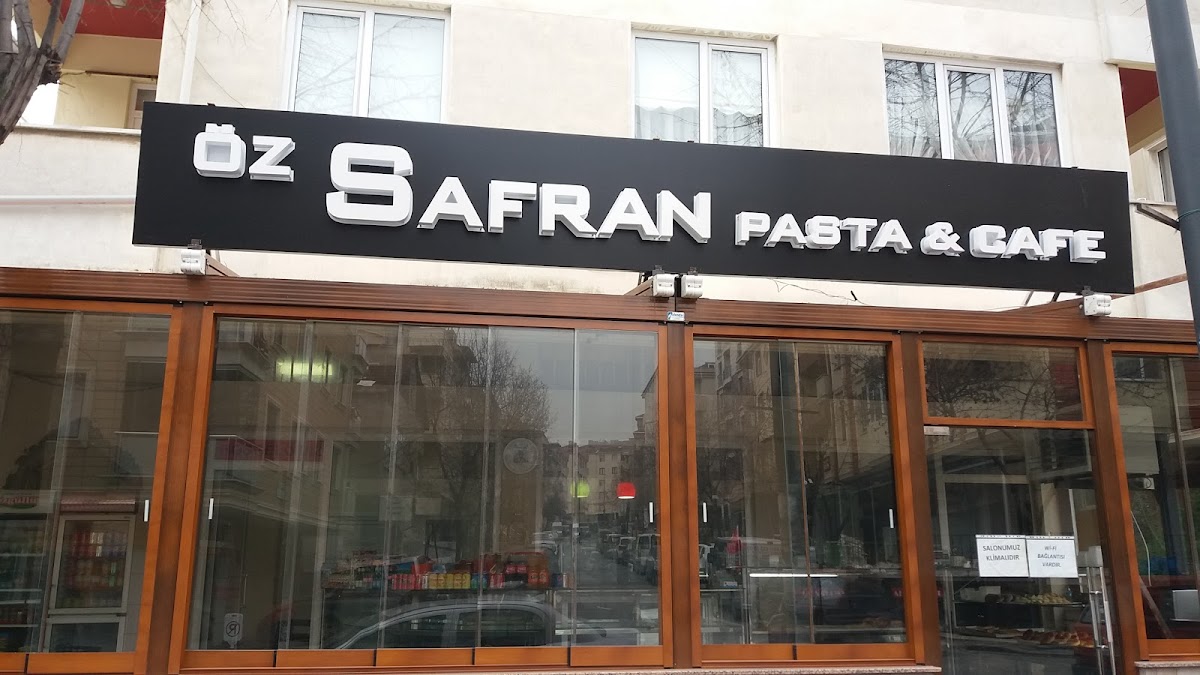 ÖZ SAFRAN PASTA & CAFE
SALONUMUZ
KLİMALIDIR
Wİ-Fİ
BAĞLANTISI
VARDIR.